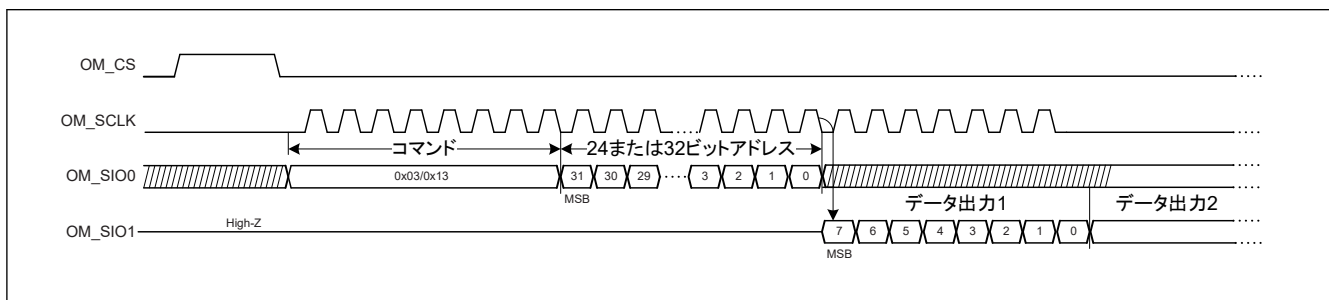 OM_CS
OM_SCLK
コマンド
24または32ビットアドレス
OM_SIO0
0x03/0x13
31 30 29 ····· 3 2 1 0
MSB
データ出力1
データ出力2
OM_SIO1
High-Z
7 6 5 4 3 2 1 0
MSB